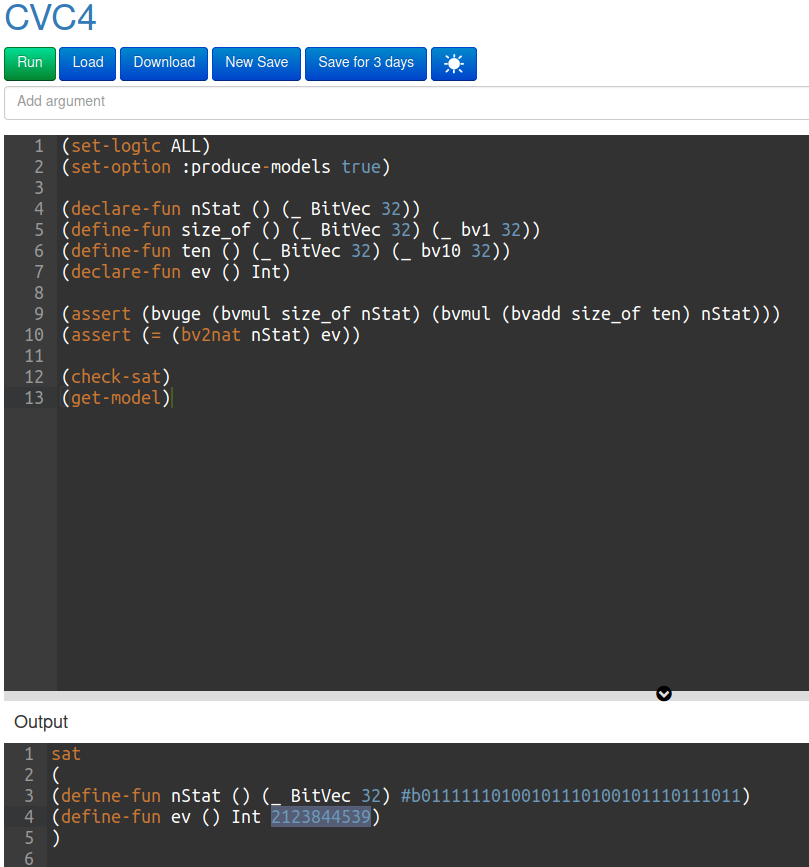 CVC4
Run Load Download New Save Save for 3 days
Add argument
1 (set-logic ALL)
2 (set-option :produce-models true)
3
4 (declare-fun nStat () (_ BitVec 32))
5 (define-fun size_of () (_ BitVec 32) (_ bv1 32))
6 (define-fun ten () (_ BitVec 32) (_ bv10 32))
7 (declare-fun ev () Int)
8
9 (assert (bvuge (bvmul size_of nStat) (bvmul (bvadd size_of ten) nStat)))
10 (assert (= (bv2nat nStat) ev))
11
12 (check-sat)
13 (get-model)
Output
1 sat
2 (
3 (define-fun nStat () (_ BitVec 32) #b01111110100101110100101110111011)
4 (define-fun ev () Int 2123844539)
5 )
6